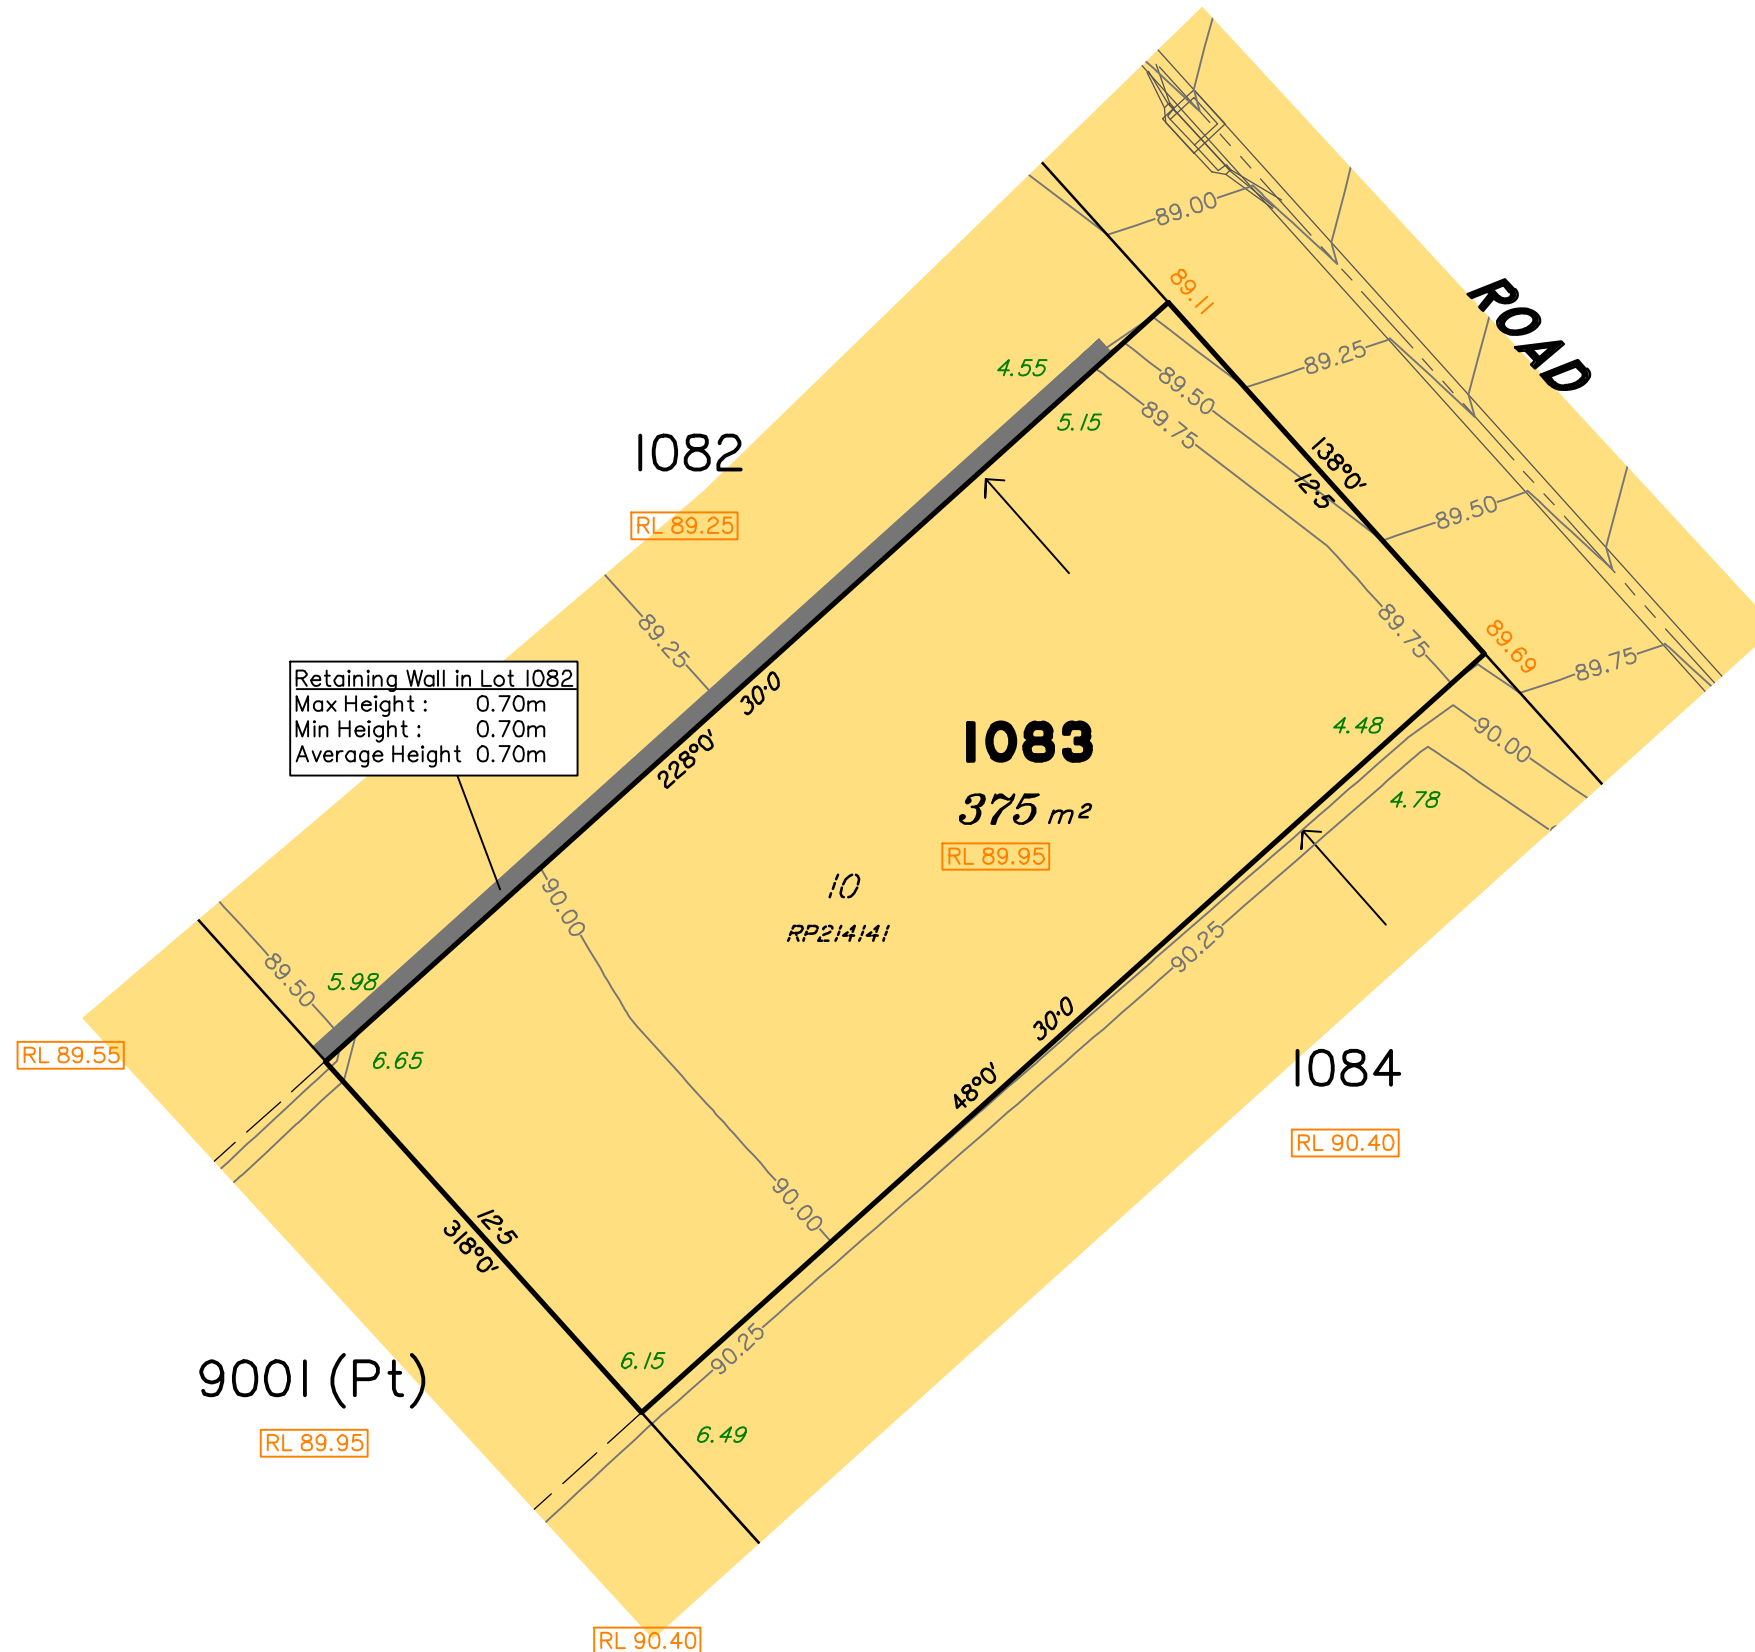 89.00
ROAD
89.11
89.25
4.55
89.50
5.15
89.75
1082
138°0'
12·5
89.50
RL 89.25
89.25
89.75
89.69
89.75
Retaining Wall in Lot 1082
Max Height : 0.70m
Min Height : 0.70m
Average Height 0.70m
30·0
228°0'
1083
375 m²
RL 89.95
4.48
90.00
4.78
10
RP214141
90.00
90.25
89.50
5.98
6.65
RL 89.55
30·0
48°0'
1084
RL 90.40
90.00
12·5
318°0'
6.15
90.25
6.49
9001 (Pt)
RL 89.95
RL 90.40